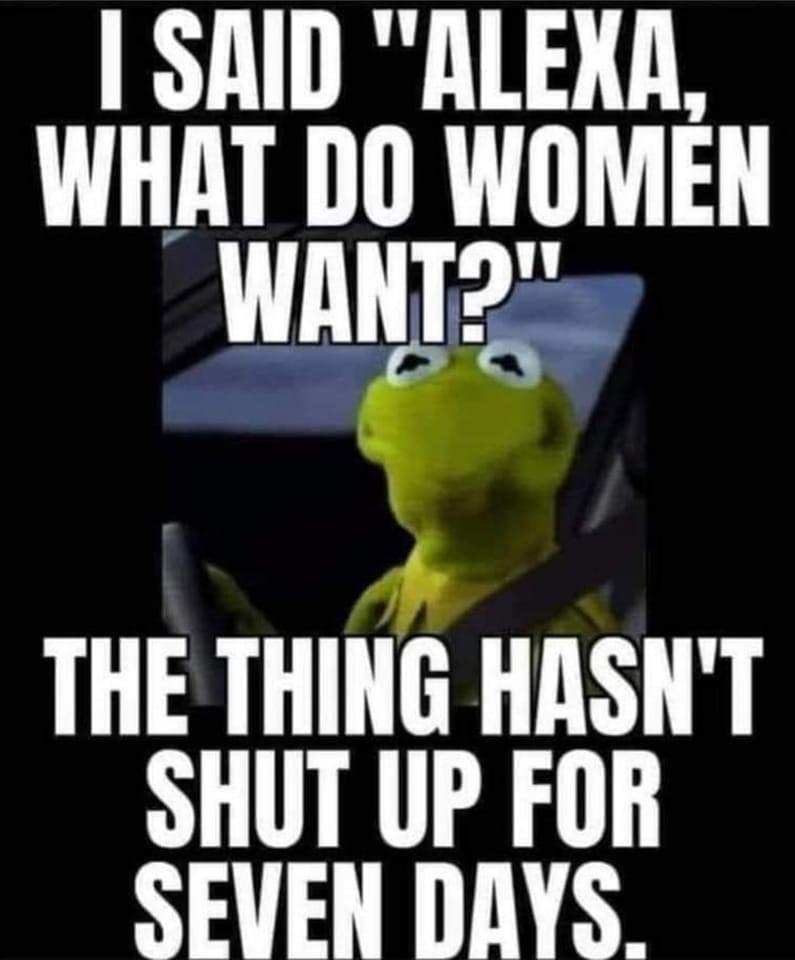 I SAID "ALEXA,
WHAT DO WOMEN
WANT?"
THE THING HASN'T
SHUT UP FOR
SEVEN DAYS.